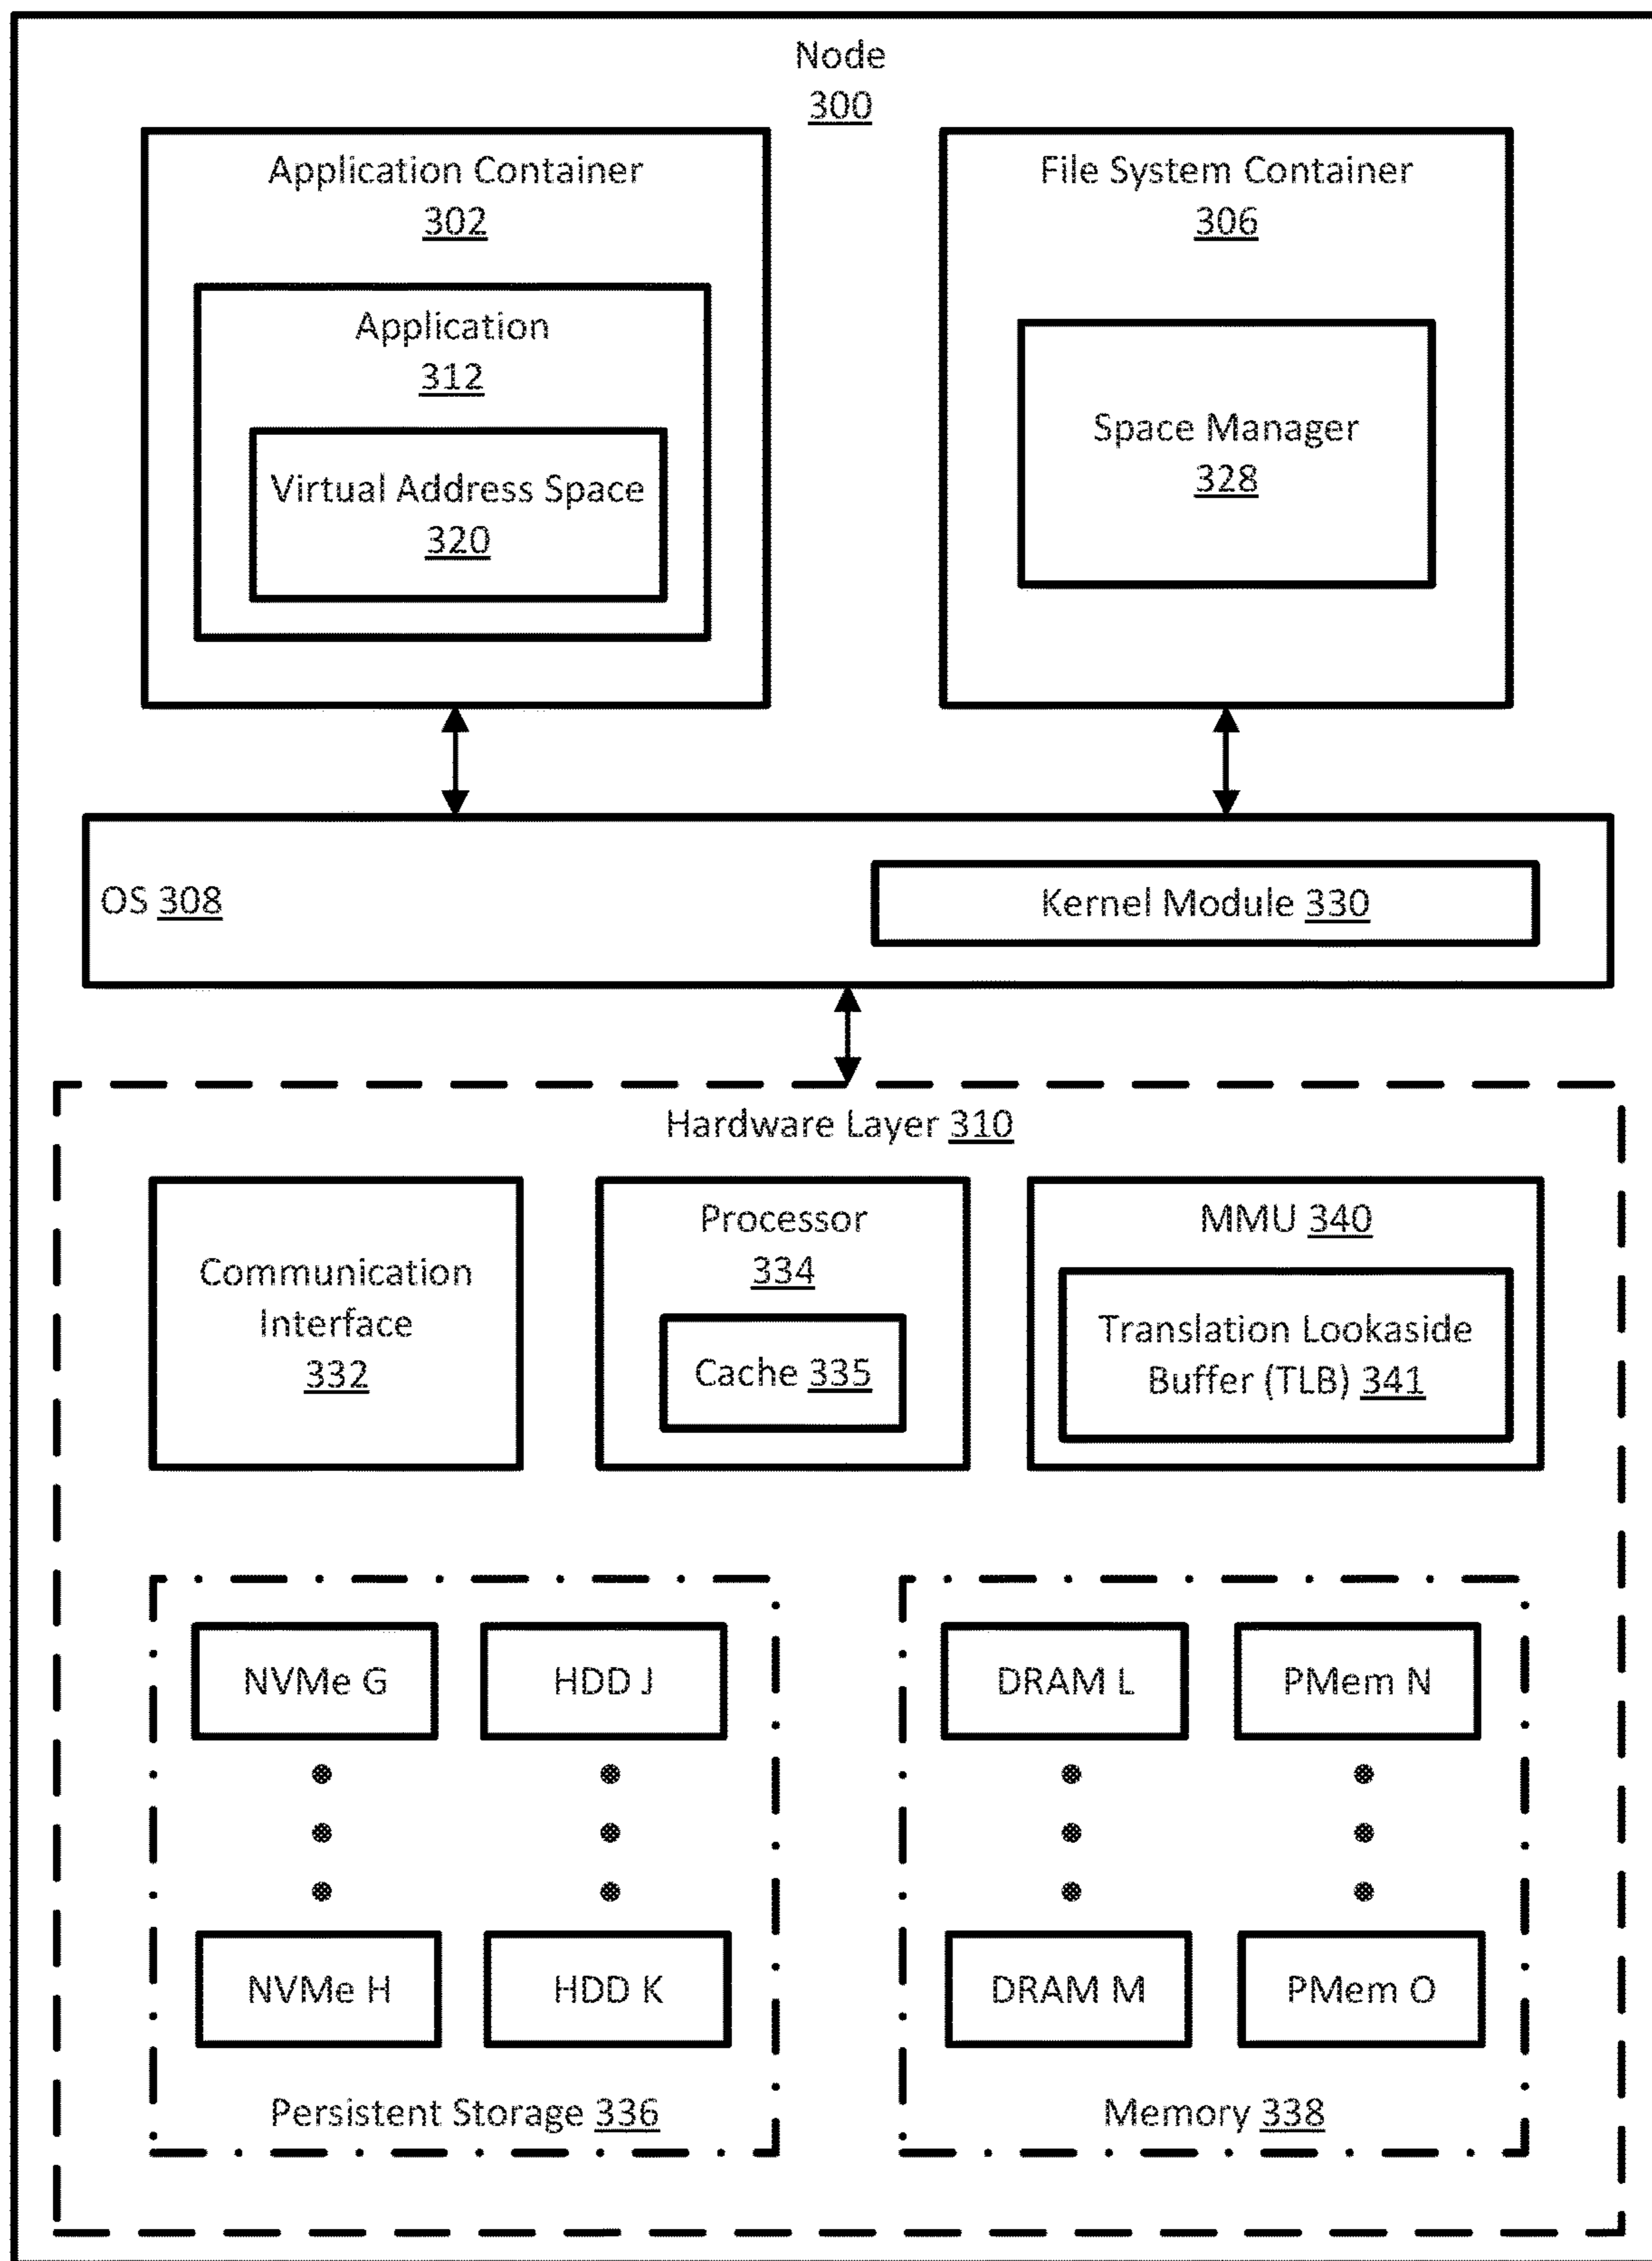 Node
300
Application Container
302
Application
312
Virtual Address Space
320
File System Container
306
Space Manager
328
OS 308
Kernel Module 330
Hardware Layer 310
Communication
Interface
332
Processor
334
Cache 335
MMU 340
Translation Lookaside
Buffer (TLB) 341
NVMe G
HDD J
NVMe H
HDD K
Persistent Storage 336
DRAM L
PMem N
DRAM M
PMem O
Memory 338